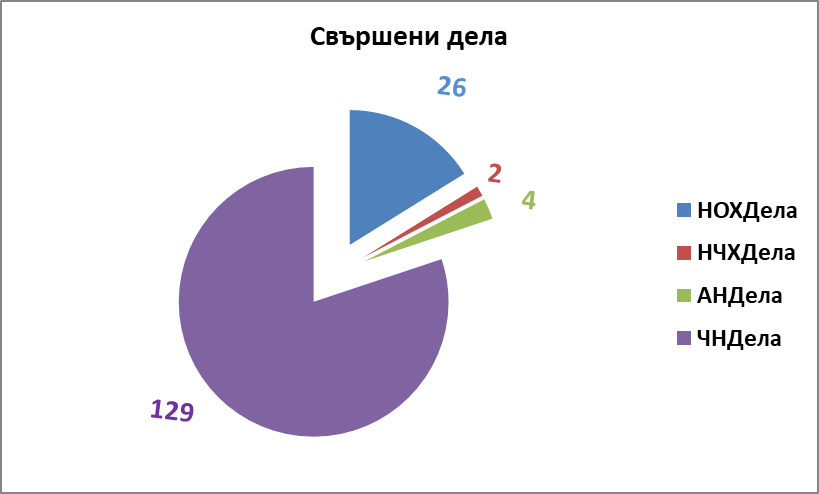 Свършени дела
26
2
4
129
НОХДела
НЧХДела
АНДела
ЧНДела